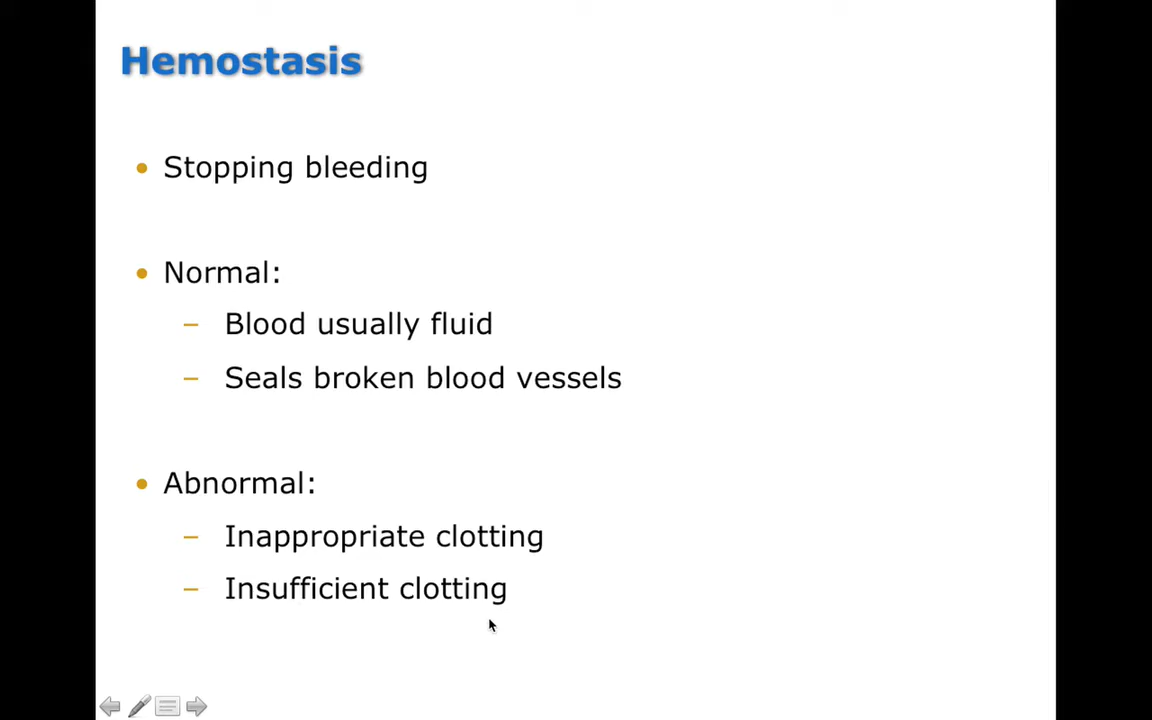 Hemostasis
• Stopping bleeding
• Normal:
– Blood usually fluid
– Seals broken blood vessels
• Abnormal:
– Inappropriate clotting
– Insufficient clotting